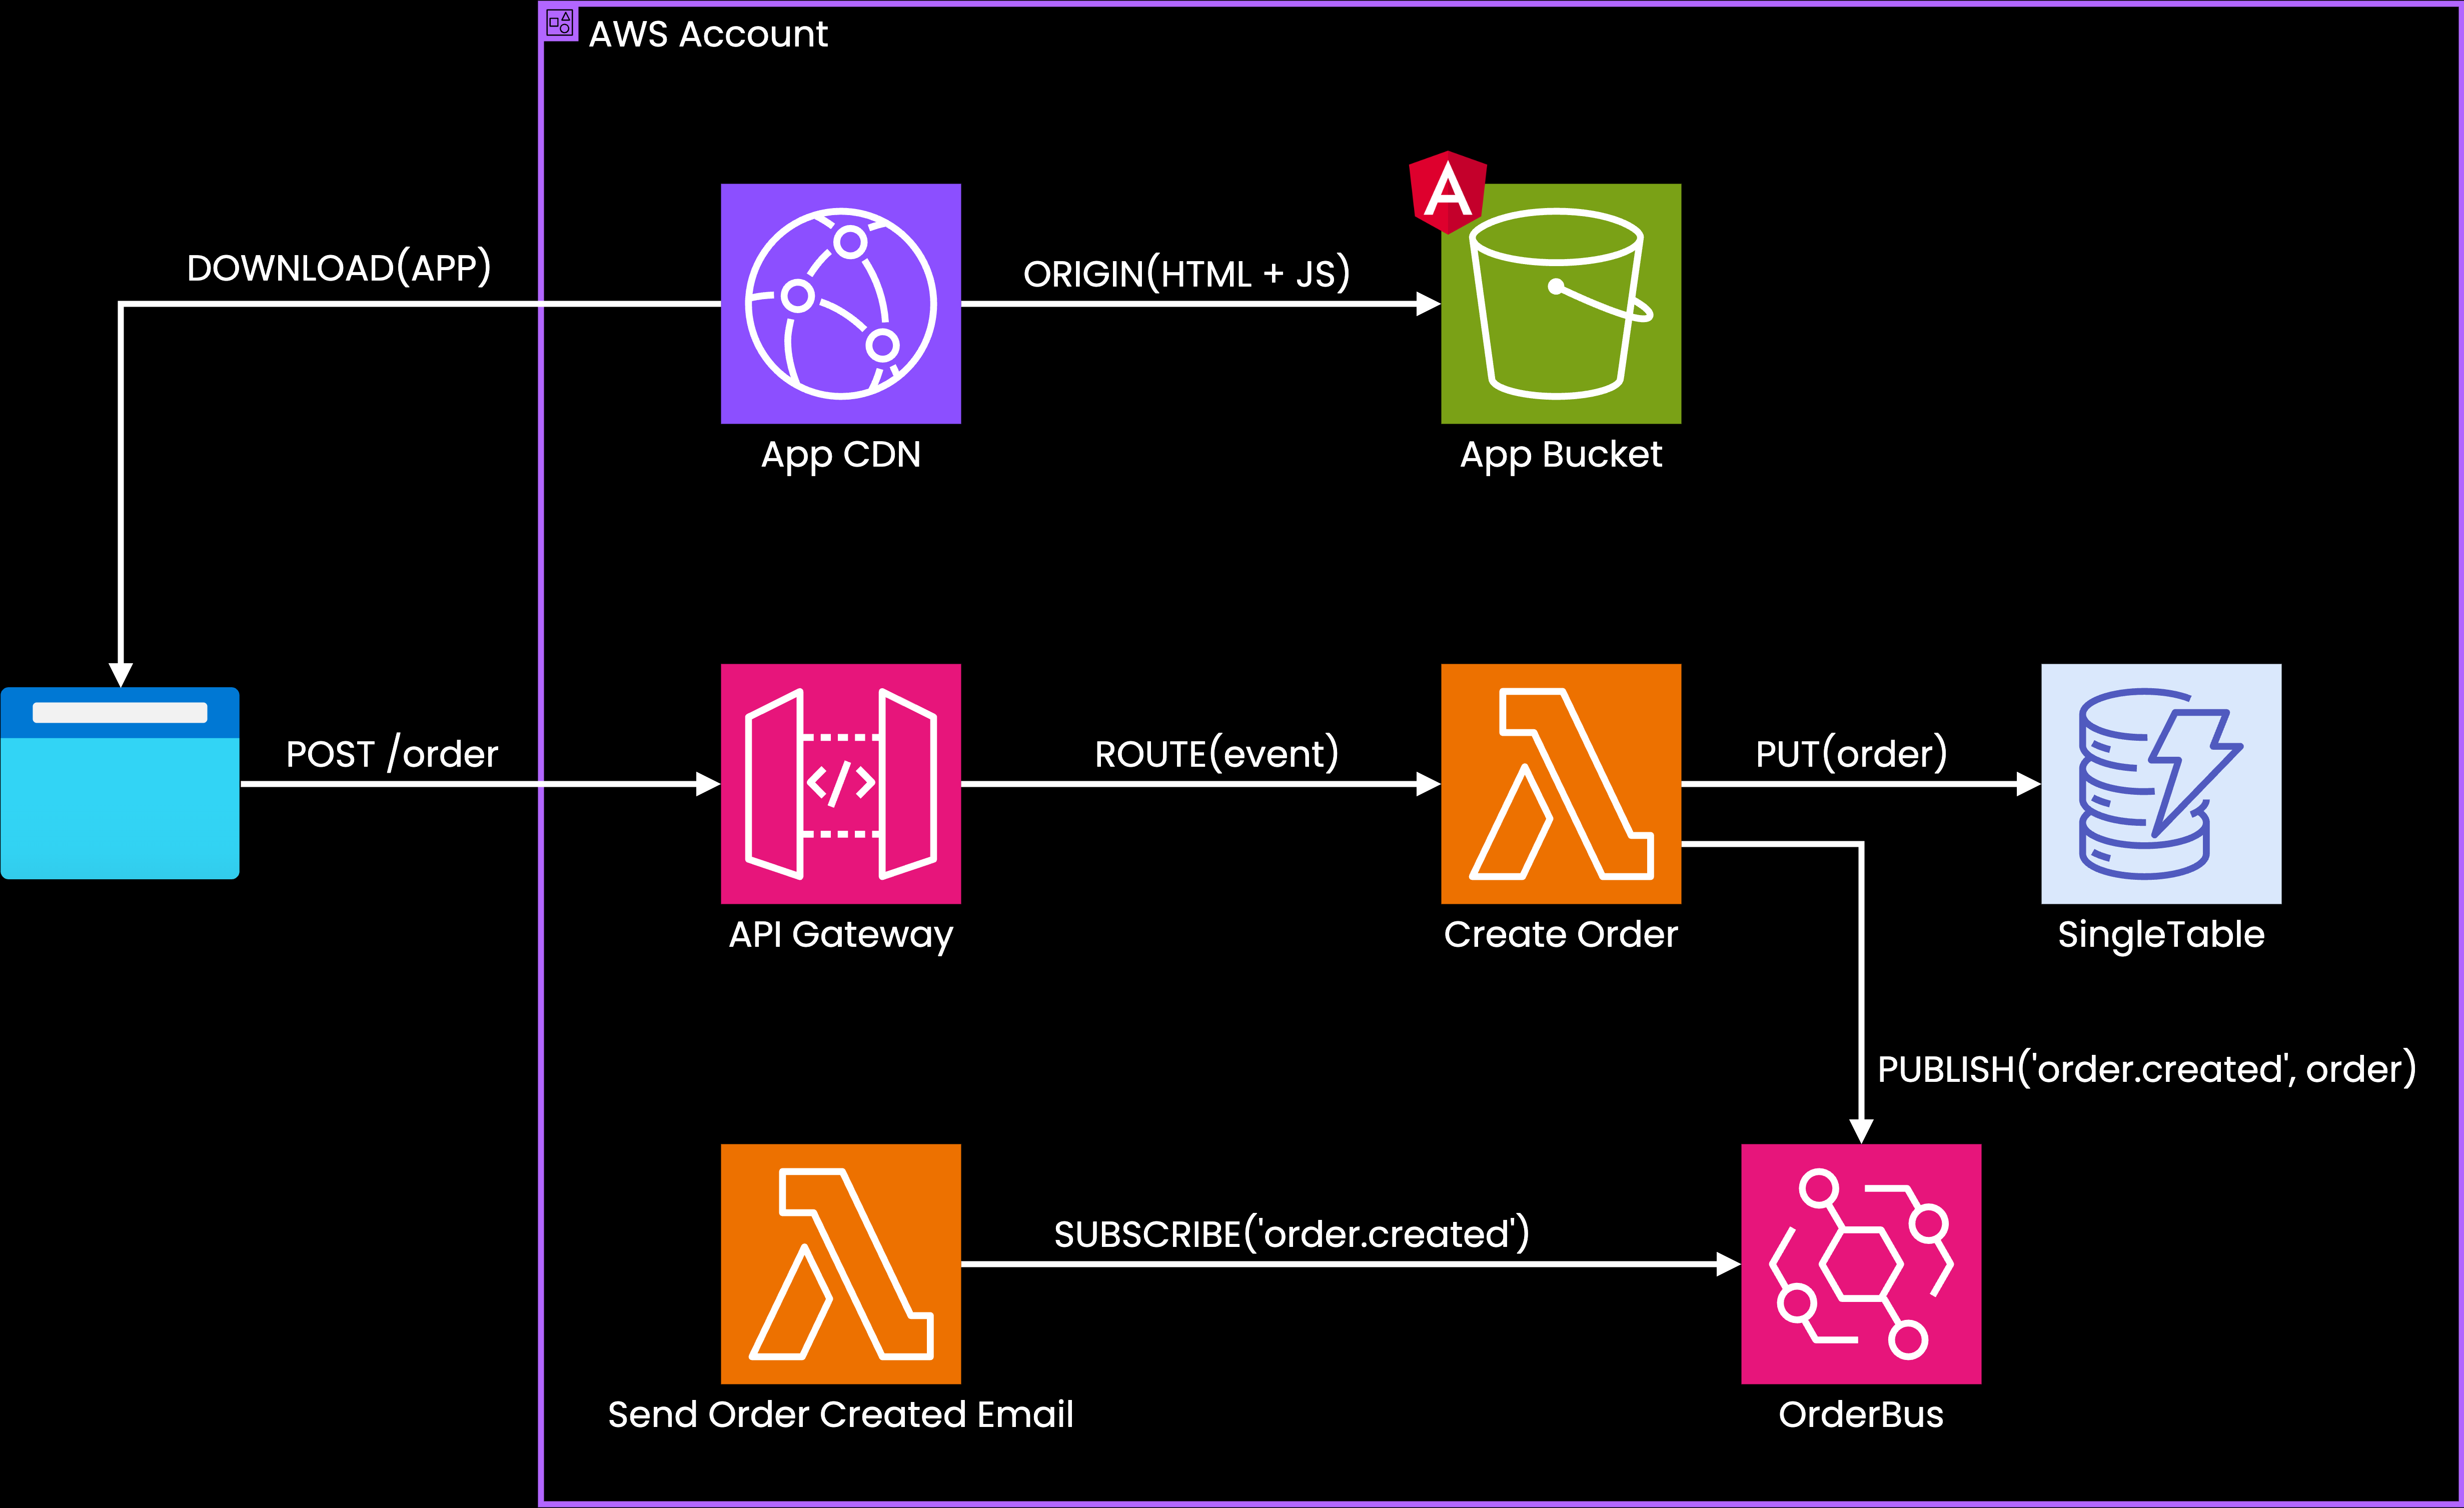 AWS Account
DOWNLOAD(APP)
ORIGIN(HTML + JS)
A
App CDN
App Bucket
POST /order
ROUTE(event)
PUT(order)
</>
API Gateway
Create Order
SingleTable
PUBLISH('order.created', order)
SUBSCRIBE('order.created')
Send Order Created Email
OrderBus